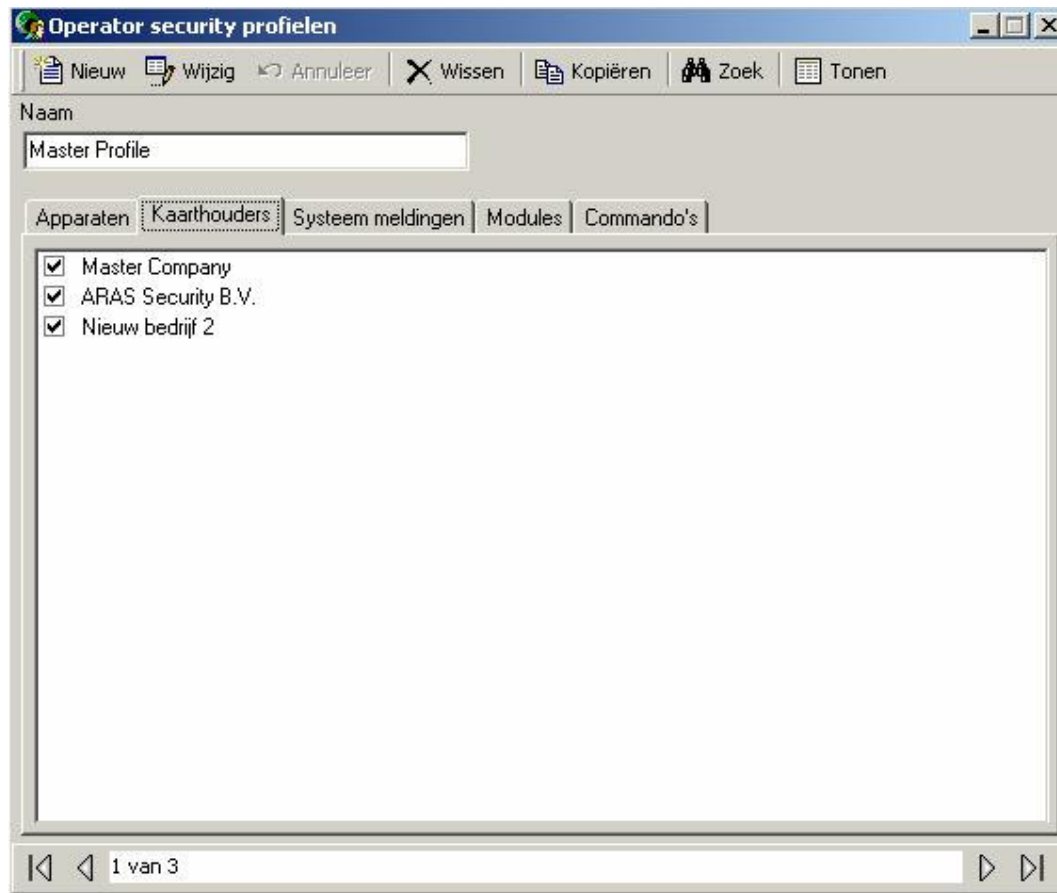 Operator security profielen
Nieuw Wijzig Annuleer Wissen Kopiëren Zoek Tonen
Naam
Master Profile
Apparaten Kaarthouders Systeem meldingen Modules Commando's
Master Company
ARAS Security B.V.
Nieuw bedrijf 2
1 van 3